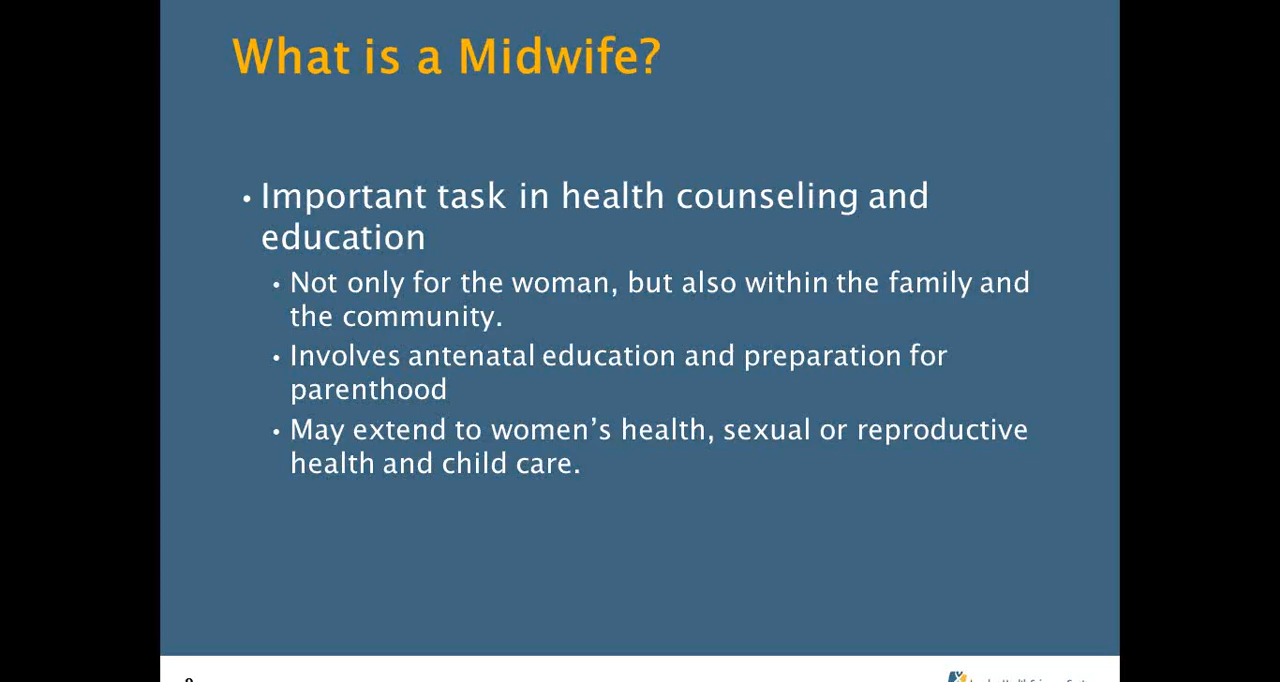 What is a Midwife?
• Important task in health counseling and
education
• Not only for the woman, but also within the family and
the community.
• Involves antenatal education and preparation for
parenthood
• May extend to women’s health, sexual or reproductive
health and child care.